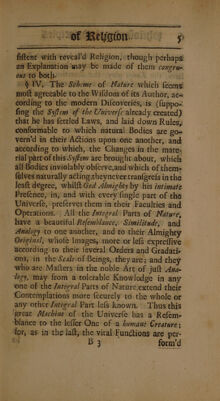 of Religion 5
sistent with reveal'd Religion, though perhaps
an Explanation may be made of them congru-
ous to both.
§ IV. The Scheme of Nature which seems
most agreeable to the Wisdom of its Author, ac-
cording to the modern Discoveries, is (suppo-
sing the System of the Universe already created)
that he has settled Laws, and laid down Rules,
conformable to which natural Bodies are go-
vern'd in their Actions upon one another, and
according to which, the Changes in the mate-
rial part of this System are brought about, which
all Bodies inviolably observe, and which of them-
sulves naturally acting they never transgress in the
least degree, whilst God Almighty by his intimate
Presence, in, and with every single part of the
Universe, preserves them in their Faculties and
Operations. All the Integral Parts of Nature,
have a beautiful Resemblance, Similitude, and
Analogy to one another, and to their Almighty
Original, whose Images, more or less expressive
according to their several Orders and Gradati-
ons, in the Scale of Beings, they are; and they
who are Masters in the noble Art of just Ana-
logy, may from a tolerable Knowledge in any
one of the Integral Parts of Nature, extend their
Contemplations more securely to the whole or
any other Integral Part less known. Thus this
great Machine of the Universe has a Resem-
blance to the lesser One of a human Creature;
for, as in the last, the vital Functions are per-
B 3 form'd